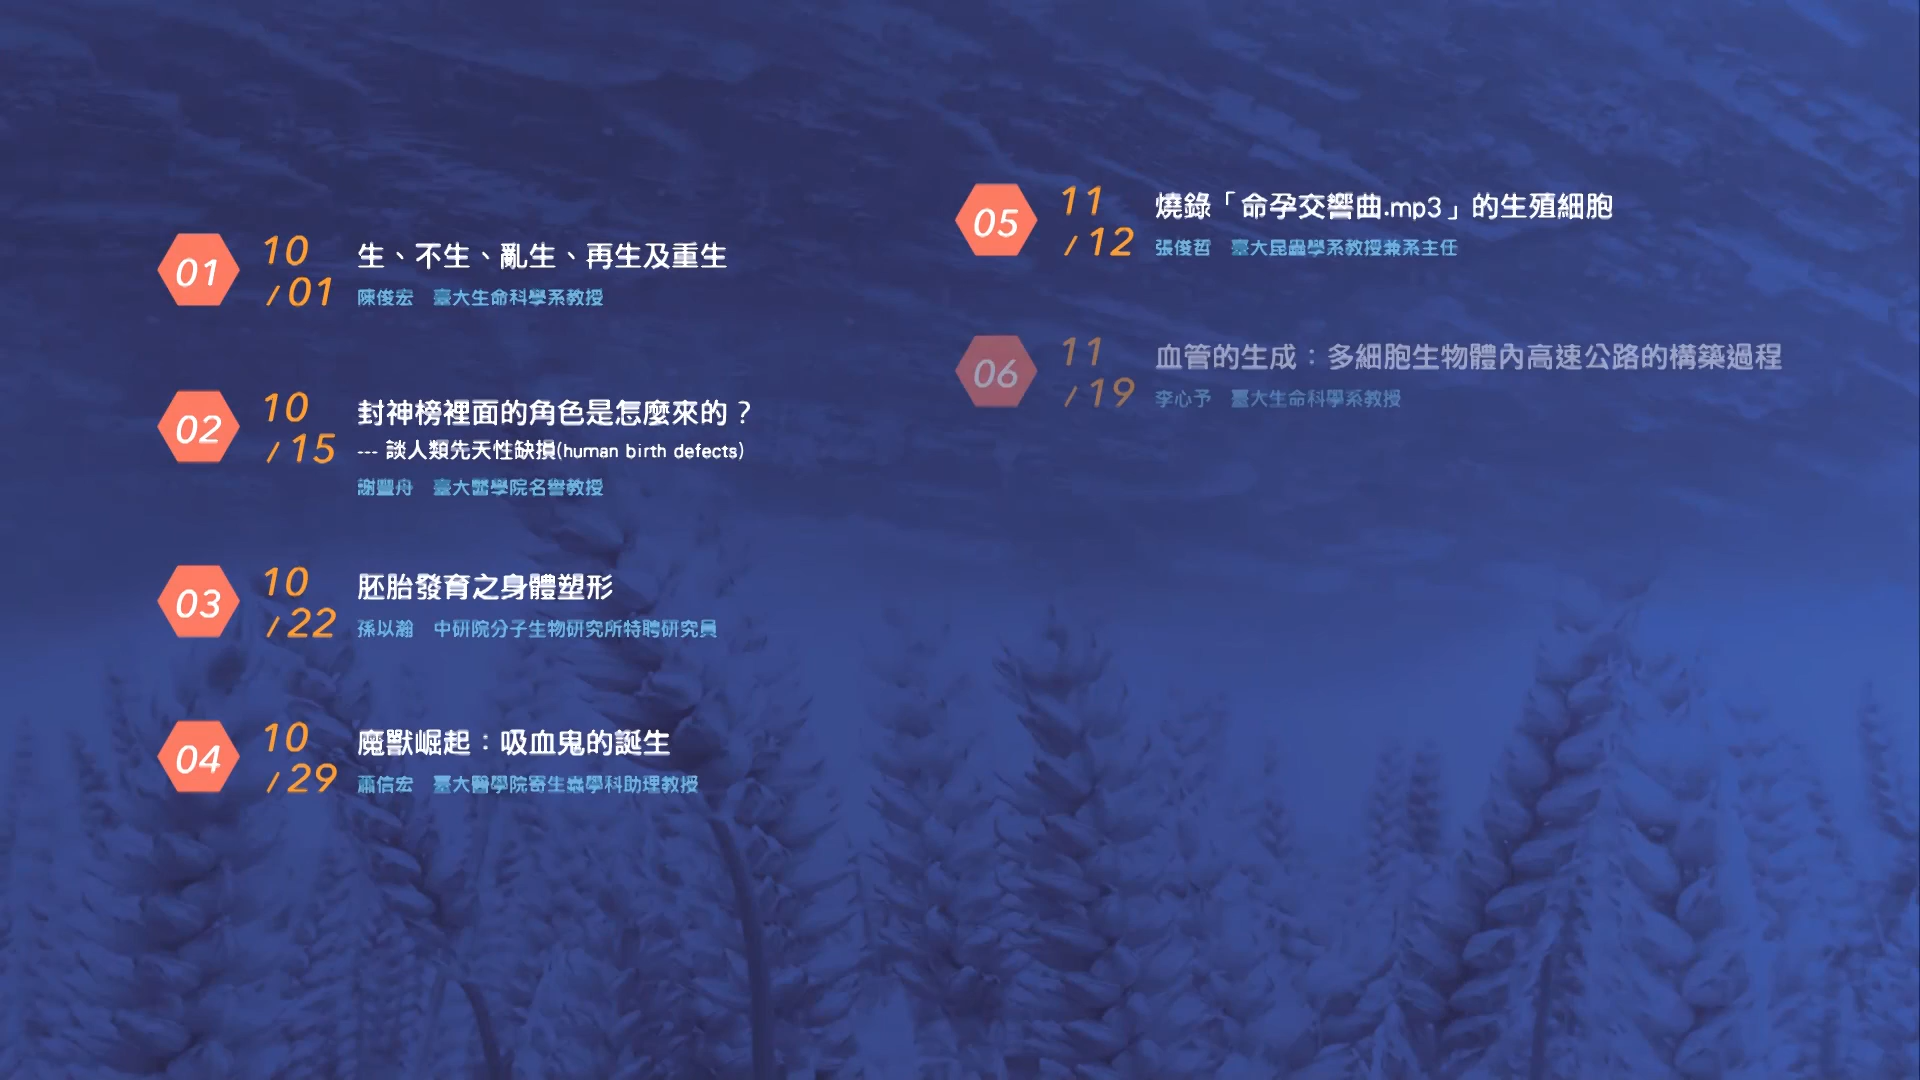 01
10
/01
生、不生、亂生、再生及重生
陳俊宏　臺大生命科學系教授
02
10
/15
封神榜裡面的角色是怎麼來的？
--- 談人類先天性缺損(human birth defects)
謝豐舟　臺大醫學院名譽教授
03
10
/22
胚胎發育之身體塑形
孫以瀚　中研院分子生物研究所特聘研究員
04
10
/29
魔獸崛起：吸血鬼的誕生
蕭信宏　臺大醫學院寄生蟲學科助理教授
05
11
/12
燒錄「命孕交響曲.mp3」的生殖細胞
張俊哲　臺大昆蟲學系教授兼系主任
06
11
/19
血管的生成：多細胞生物體內高速公路的構築過程
李心予　臺大生命科學系教授